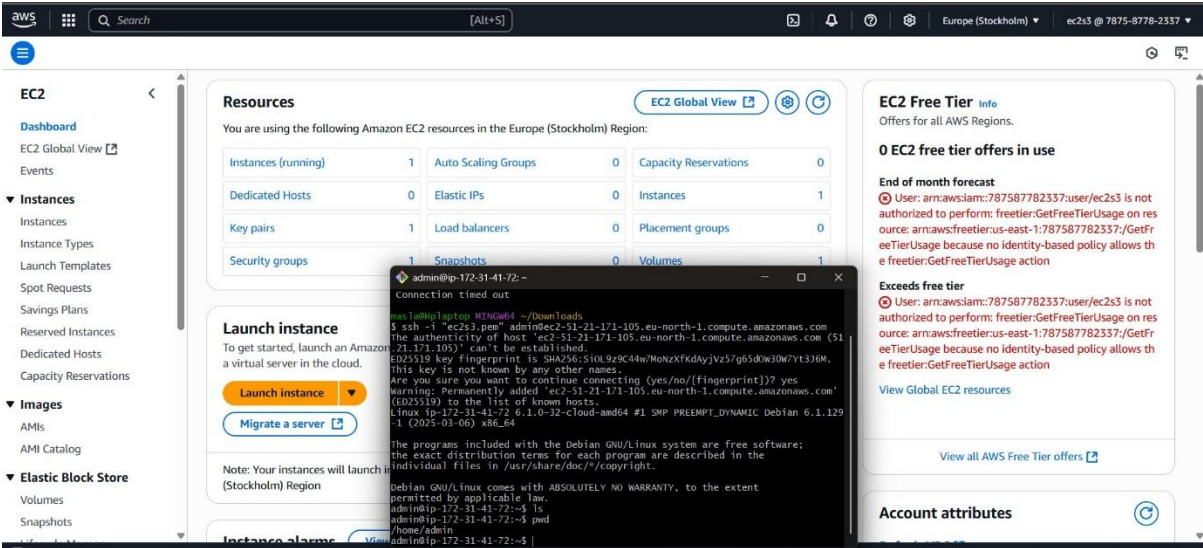 aws
Search
[Alt+S]
Europe (Stockholm) ▼
ec2s3 @ 7875-8778-2337 ▼
EC2
Dashboard
EC2 Global View
Events
▼ Instances
Instances
Instance Types
Launch Templates
Spot Requests
Savings Plans
Reserved Instances
Dedicated Hosts
Capacity Reservations
▼ Images
AMIs
AMI Catalog
▼ Elastic Block Store
Volumes
Snapshots
Resources
EC2 Global View
You are using the following Amazon EC2 resources in the Europe (Stockholm) Region:
Instances (running) 1 Auto Scaling Groups 0 Capacity Reservations 0
Dedicated Hosts 0 Elastic IPs 0 Instances 1
Key pairs 1 Load balancers 0 Placement groups 0
Security groups 1 Snapshots 0 Volumes 1
Launch instance
To get started, launch an Amazon
a virtual server in the cloud.
Launch instance ▼
Migrate a server
Note: Your instances will launch in
(Stockholm) Region
Instance alarms
View
admin@ip-172-31-41-72: ~
Connection timed out
masla@Hplaptop MINGW64 ~/Downloads
$ ssh -i "ec2s3.pem" admin@ec2-51-21-171-105.eu-north-1.compute.amazonaws.com
The authenticity of host 'ec2-51-21-171-105.eu-north-1.compute.amazonaws.com (51
.21.171.105)' can't be established.
ED25519 key fingerprint is SHA256:SiOL9z9C44w7MoNzXfKdAyjVz57g65dOW3OW7Yt3J6M.
This key is not known by any other names.
Are you sure you want to continue connecting (yes/no/[fingerprint])? yes
Warning: Permanently added 'ec2-51-21-171-105.eu-north-1.compute.amazonaws.com'
(ED25519) to the list of known hosts.
Linux ip-172-31-41-72 6.1.0-32-cloud-amd64 #1 SMP PREEMPT_DYNAMIC Debian 6.1.129
-1 (2025-03-06) x86_64
The programs included with the Debian GNU/Linux system are free software;
the exact distribution terms for each program are described in the
individual files in /usr/share/doc/*/copyright.
Debian GNU/Linux comes with ABSOLUTELY NO WARRANTY, to the extent
permitted by applicable law.
admin@ip-172-31-41-72:~$ ls
admin@ip-172-31-41-72:~$ pwd
/home/admin
admin@ip-172-31-41-72:~$
EC2 Free Tier Info
Offers for all AWS Regions.
0 EC2 free tier offers in use
End of month forecast
User: arn:aws:iam::787587782337:user/ec2s3 is not
authorized to perform: freetier:GetFreeTierUsage on res
ource: arn:aws:freetier:us-east-1:787587782337:/GetFr
eeTierUsage because no identity-based policy allows th
e freetier:GetFreeTierUsage action
Exceeds free tier
User: arn:aws:iam::787587782337:user/ec2s3 is not
authorized to perform: freetier:GetFreeTierUsage on res
ource: arn:aws:freetier:us-east-1:787587782337:/GetFr
eeTierUsage because no identity-based policy allows th
e freetier:GetFreeTierUsage action
View Global EC2 resources
View all AWS Free Tier offers
Account attributes